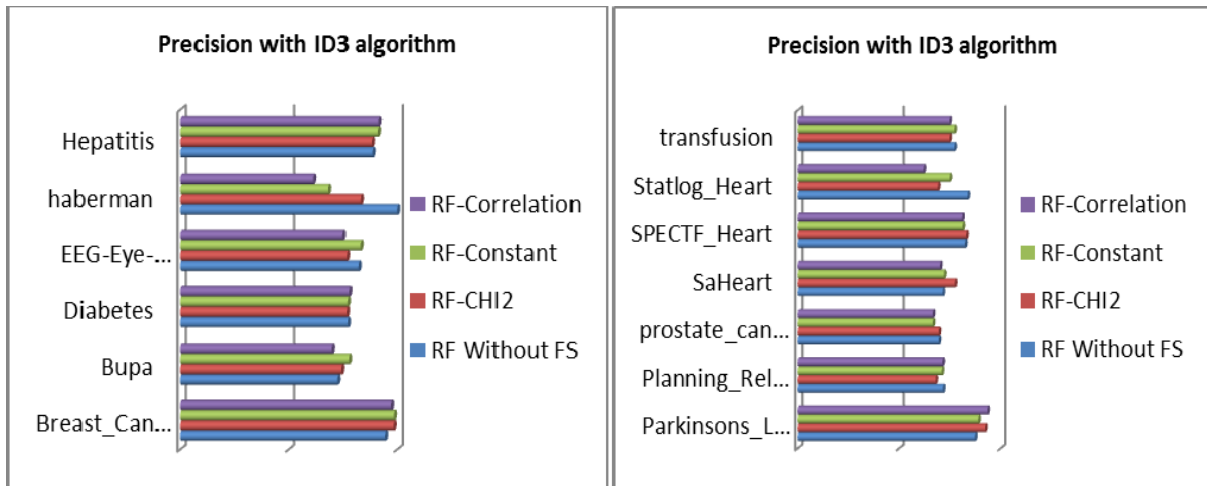 Precision with ID3 algorithm
Hepatitis
haberman
EEG-Eye-...
Diabetes
Bupa
Breast_Can...
RF-Correlation
RF-Constant
RF-CHI2
RF Without FS
Precision with ID3 algorithm
transfusion
Statlog_Heart
SPECTF_Heart
SaHeart
prostate_can...
Planning_Rel...
Parkinsons_L...
RF-Correlation
RF-Constant
RF-CHI2
RF Without FS